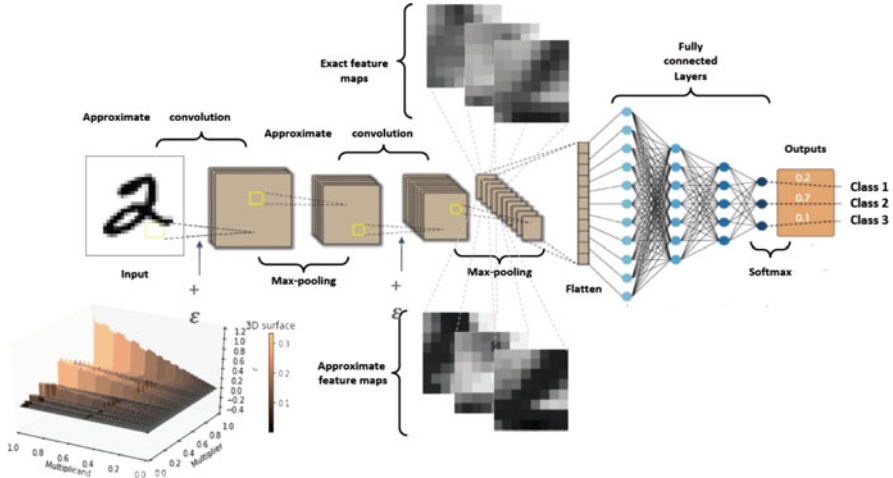 Exact feature
maps
Fully
connected
Layers
Approximate convolution
Approximate convolution
Outputs
0.2
0.7
0.1
Class 1
Class 2
Class 3
Input
Max-pooling
Max-pooling
Flatten
Softmax
+
ε
+
ε
3D surface
0.3
0.2
0.1
1.2
1.0
0.8
0.6
0.4
0.2
0.0
−0.2
−0.4
ε
1.0 0.8 0.6 0.4 0.2 0.0
Multiplicand
0.0 0.2 0.4 0.6 0.8 1.0
Multiplier
Approximate
feature maps